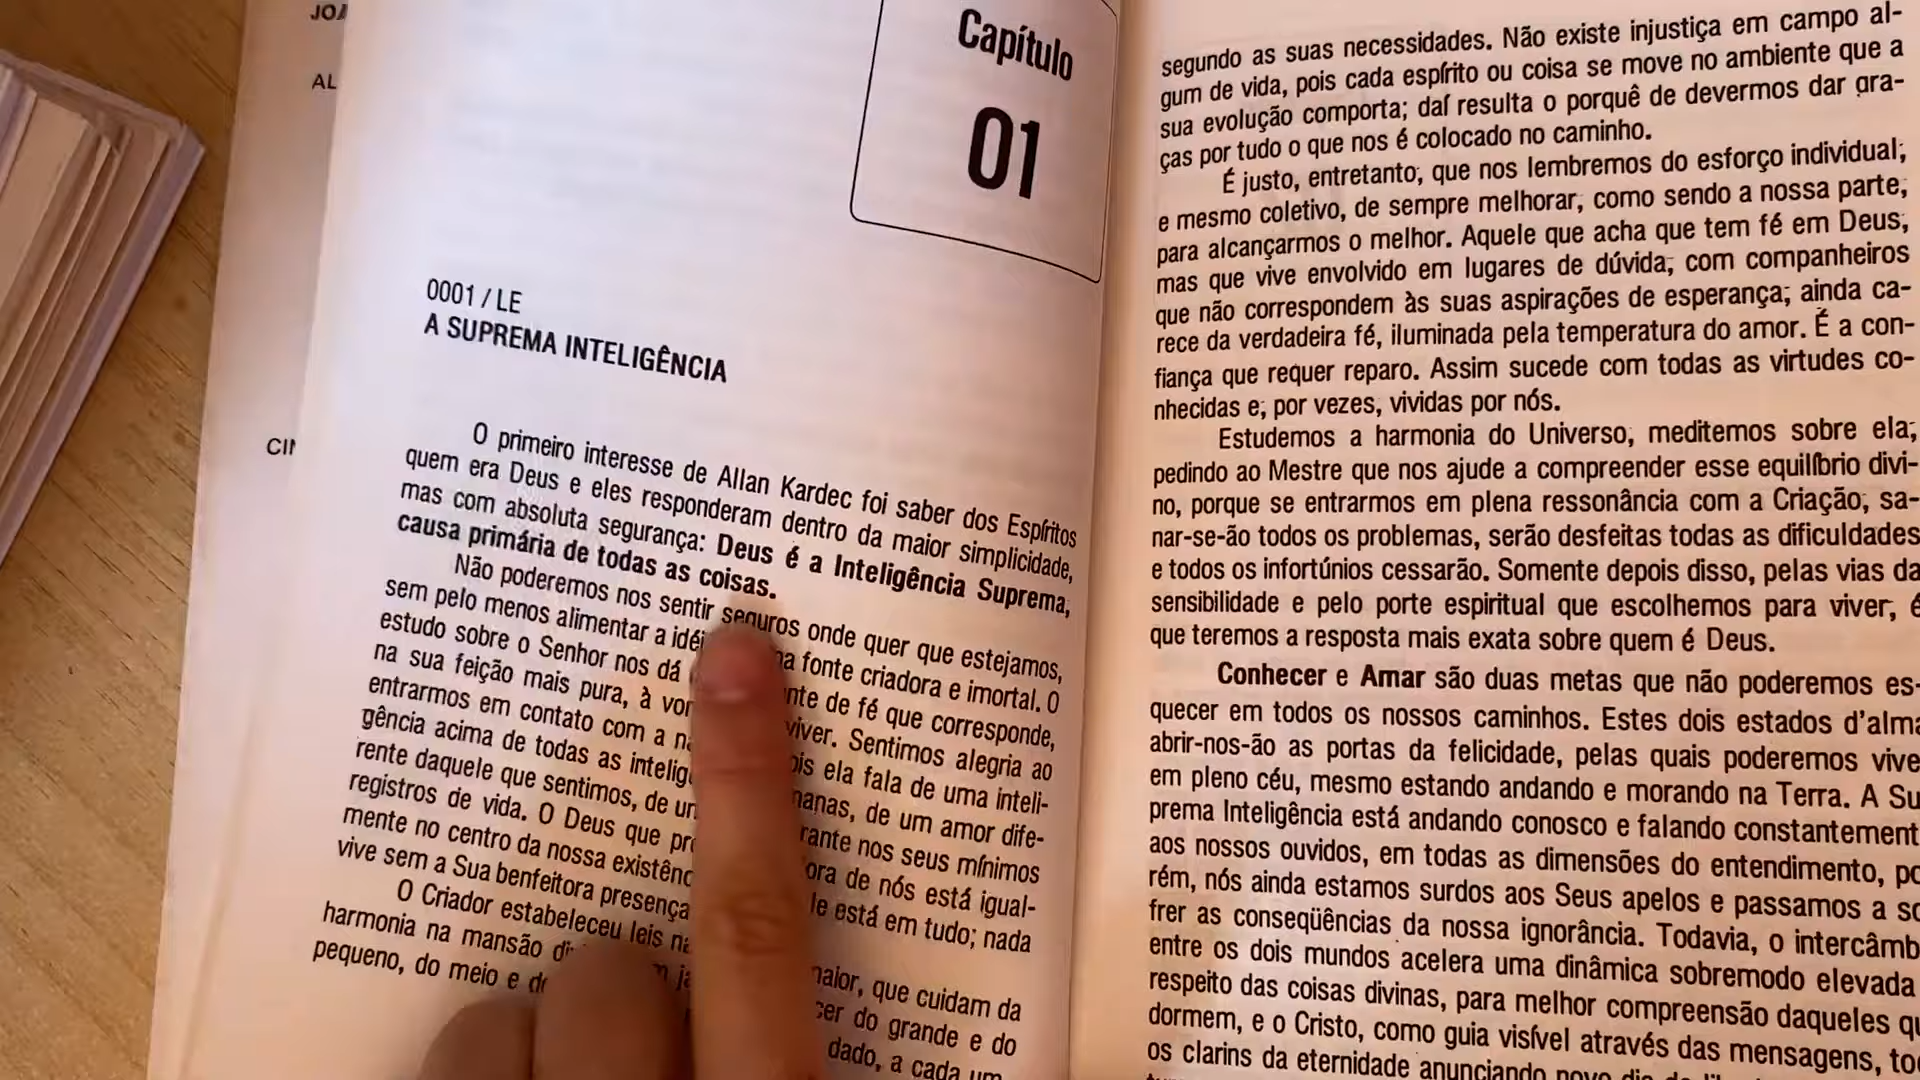 JOA
AL
CIN
Capítulo
01
0001 / LE
A SUPREMA INTELIGÊNCIA
O primeiro interesse de Allan Kardec foi saber dos Espíritos
quem era Deus e eles responderam dentro da maior simplicidade,
mas com absoluta segurança: Deus é a Inteligência Suprema,
causa primária de todas as coisas.
Não poderemos nos sentir seguros onde quer que estejamos,
sem pelo menos alimentar a fonte criadora e imortal. O
estudo sobre o Senhor nos dá de fé que corresponde,
na sua feição mais pura, à viver. Sentimos alegria ao
entrarmos em contato com a ela fala de uma inteli-
gência acima de todas as de um amor dife-
rente daquele que sentimos, de nos seus mínimos
registros de vida. O Deus que de nós está igual-
mente no centro da nossa está em tudo; nada
vive sem a Sua benfeitora presença
O Criador estabeleceu leis maior, que cuidam da
harmonia na mansão do grande e do
pequeno, do meio e dado, a cada um
segundo as suas necessidades. Não existe injustiça em campo al-
gum de vida, pois cada espírito ou coisa se move no ambiente que a
sua evolução comporta; daí resulta o porquê de devermos dar gra-
ças por tudo o que nos é colocado no caminho.
É justo, entretanto, que nos lembremos do esforço individual,
e mesmo coletivo, de sempre melhorar, como sendo a nossa parte,
para alcançarmos o melhor. Aquele que acha que tem fé em Deus,
mas que vive envolvido em lugares de dúvida, com companheiros
que não correspondem às suas aspirações de esperança, ainda ca-
rece da verdadeira fé, iluminada pela temperatura do amor. É a con-
fiança que requer reparo. Assim sucede com todas as virtudes co-
nhecidas e, por vezes, vividas por nós.
Estudemos a harmonia do Universo, meditemos sobre ela,
pedindo ao Mestre que nos ajude a compreender esse equilíbrio divi-
no, porque se entrarmos em plena ressonância com a Criação, sa-
nar-se-ão todos os problemas, serão desfeitas todas as dificuldades
e todos os infortúnios cessarão. Somente depois disso, pelas vias da
sensibilidade e pelo porte espiritual que escolhemos para viver, é
que teremos a resposta mais exata sobre quem é Deus.
Conhecer e Amar são duas metas que não poderemos es-
quecer em todos os nossos caminhos. Estes dois estados d'alma
abrir-nos-ão as portas da felicidade, pelas quais poderemos vive
em pleno céu, mesmo estando andando e morando na Terra. A Su
prema Inteligência está andando conosco e falando constantement
aos nossos ouvidos, em todas as dimensões do entendimento, po
rém, nós ainda estamos surdos aos Seus apelos e passamos a so
frer as conseqüências da nossa ignorância. Todavia, o intercâmb
entre os dois mundos acelera uma dinâmica sobremodo elevada
respeito das coisas divinas, para melhor compreensão daqueles qu
dormem, e o Cristo, como guia visível através das mensagens, to
os clarins da eternidade anunciando novo dia de